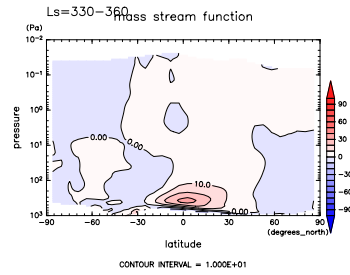 Ls=330-360
mass stream function
(Pa)
10⁻²
10⁻¹
10⁰
10¹
10²
10³
pressure
0.00
0.00
10.0
0.00
90
60
30
0
−30
−60
−90
−90 −60 −30 0 30 60 90
(degrees_north)
latitude
CONTOUR INTERVAL = 1.000E+01